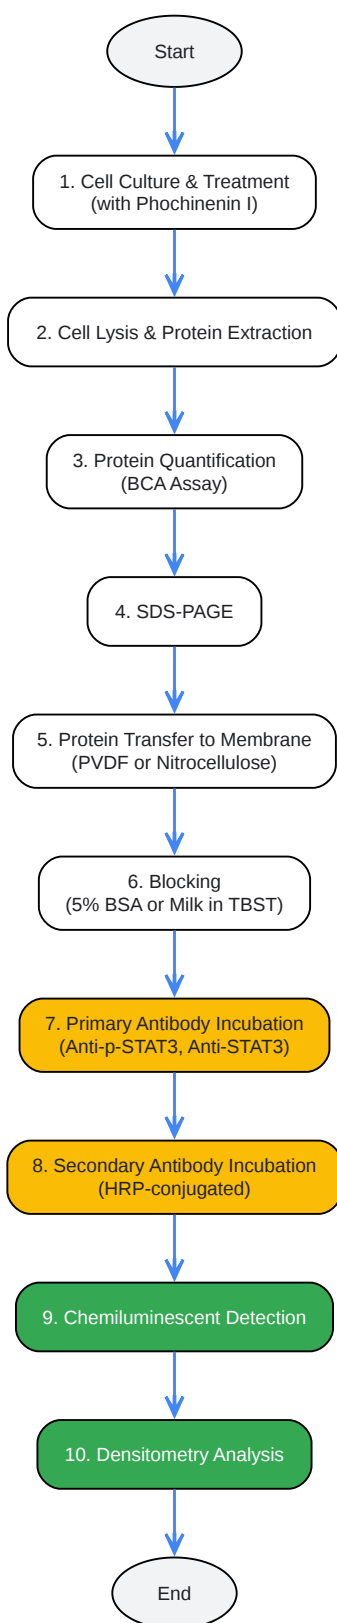 Start
1. Cell Culture & Treatment
(with Phochinenin I)
2. Cell Lysis & Protein Extraction
3. Protein Quantification
(BCA Assay)
4. SDS-PAGE
5. Protein Transfer to Membrane
(PVDF or Nitrocellulose)
6. Blocking
(5% BSA or Milk in TBST)
7. Primary Antibody Incubation
(Anti-p-STAT3, Anti-STAT3)
8. Secondary Antibody Incubation
(HRP-conjugated)
9. Chemiluminescent Detection
10. Densitometry Analysis
End